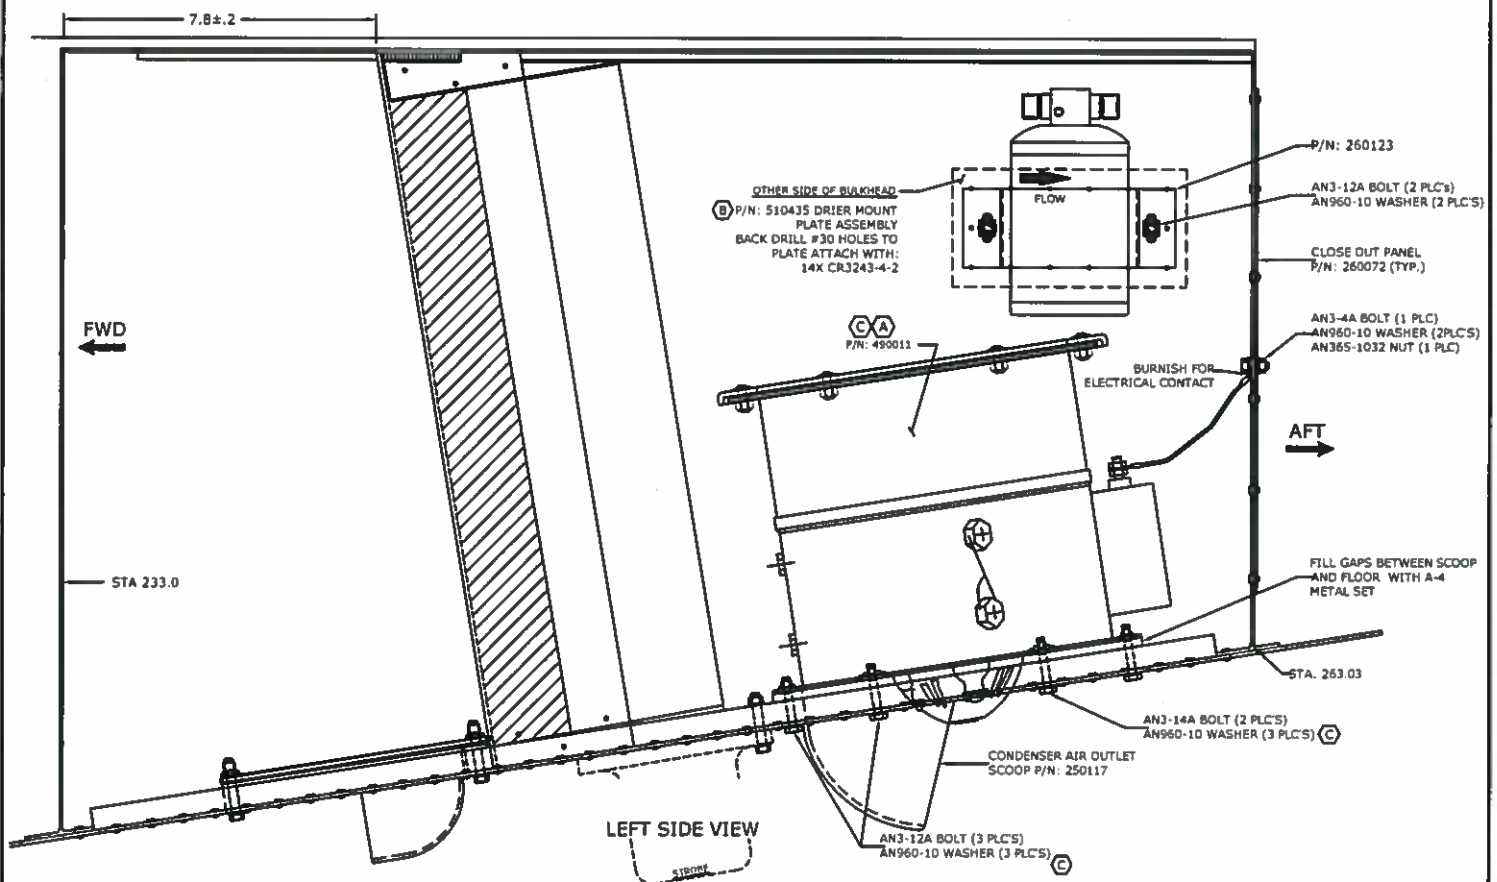 7.8±.2
P/N: 260123
OTHER SIDE OF BULKHEAD
B P/N: 510435 DRIER MOUNT
PLATE ASSEMBLY
BACK DRILL #30 HOLES TO
PLATE ATTACH WITH:
14X CR3243-4-2
FLOW
AN3-12A BOLT (2 PLC's)
AN960-10 WASHER (2 PLC'S)
CLOSE OUT PANEL
P/N: 260072 (TYP.)
C A
P/N: 490011
AN3-4A BOLT (1 PLC)
AN960-10 WASHER (2PLC'S)
AN365-1032 NUT (1 PLC)
FWD
BURNISH FOR
ELECTRICAL CONTACT
AFT
STA 233.0
FILL GAPS BETWEEN SCOOP
AND FLOOR WITH A-4
METAL SET
STA. 263.03
AN3-14A BOLT (2 PLC'S)
AN960-10 WASHER (3 PLC'S) C
CONDENSER AIR OUTLET
SCOOP P/N: 250117
LEFT SIDE VIEW
AN3-12A BOLT (3 PLC'S)
AN960-10 WASHER (3 PLC'S) C
STROBE